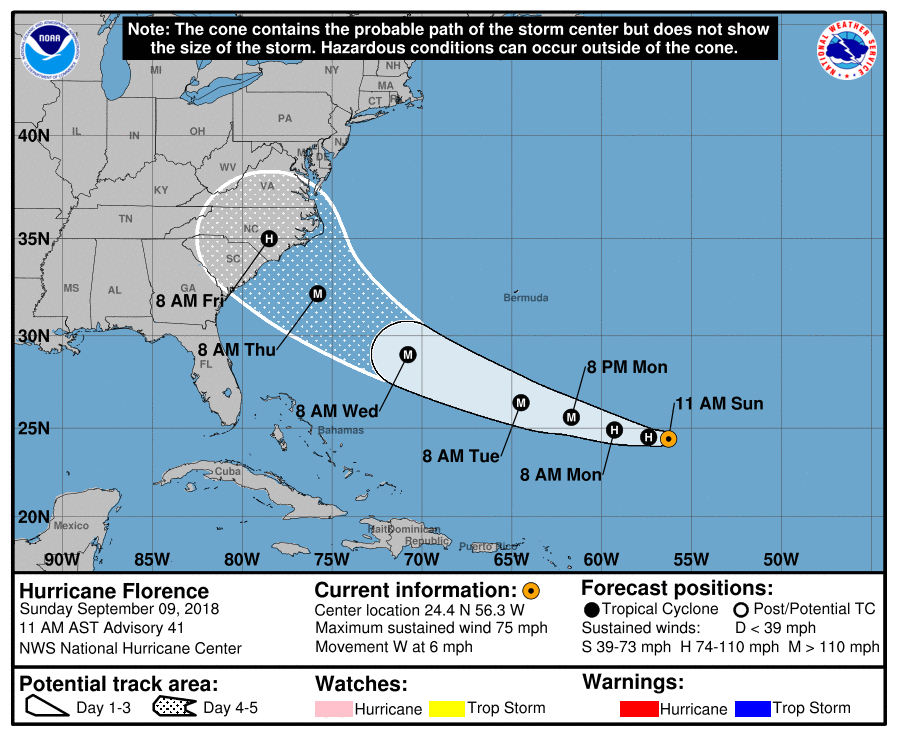 Note: The cone contains the probable path of the storm center but does not show
the size of the storm. Hazardous conditions can occur outside of the cone.
NOAA
NATIONAL WEATHER SERVICE
MI
NY
NH
MA
CT
RI
40N
IL
IN
OH
PA
NJ
MD
DE
WV
VA
KY
TN
NC
35N
H
SC
MS
AL
GA
8 AM Fri
M
Bermuda
30N
8 AM Thu
M
FL
8 PM Mon
8 AM Wed
M
M
11 AM Sun
25N
Bahamas
H
H
8 AM Tue
8 AM Mon
Cuba
20N
Mexico
Haiti
Dominican
Republic
Puerto Rico
90W 85W 80W 75W 70W 65W 60W 55W 50W
Hurricane Florence
Sunday September 09, 2018
11 AM AST Advisory 41
NWS National Hurricane Center
Current information:
Center location 24.4 N 56.3 W
Maximum sustained wind 75 mph
Movement W at 6 mph
Forecast positions:
Tropical Cyclone Post/Potential TC
Sustained winds: D < 39 mph
S 39-73 mph H 74-110 mph M > 110 mph
Potential track area:
Day 1-3 Day 4-5
Watches:
Hurricane Trop Storm
Warnings:
Hurricane Trop Storm